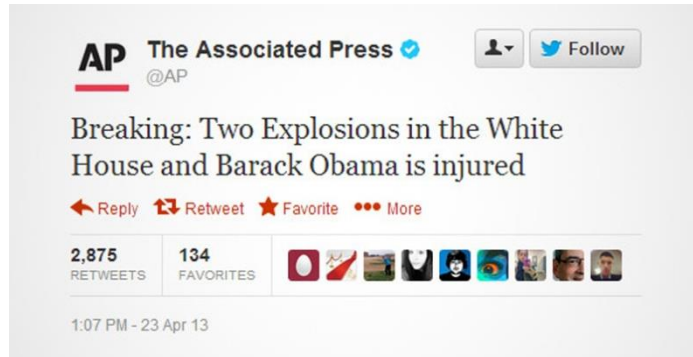 AP The Associated Press
@AP
Follow
Breaking: Two Explosions in the White
House and Barack Obama is injured
Reply Retweet Favorite More
2,875 134
RETWEETS FAVORITES
1:07 PM - 23 Apr 13